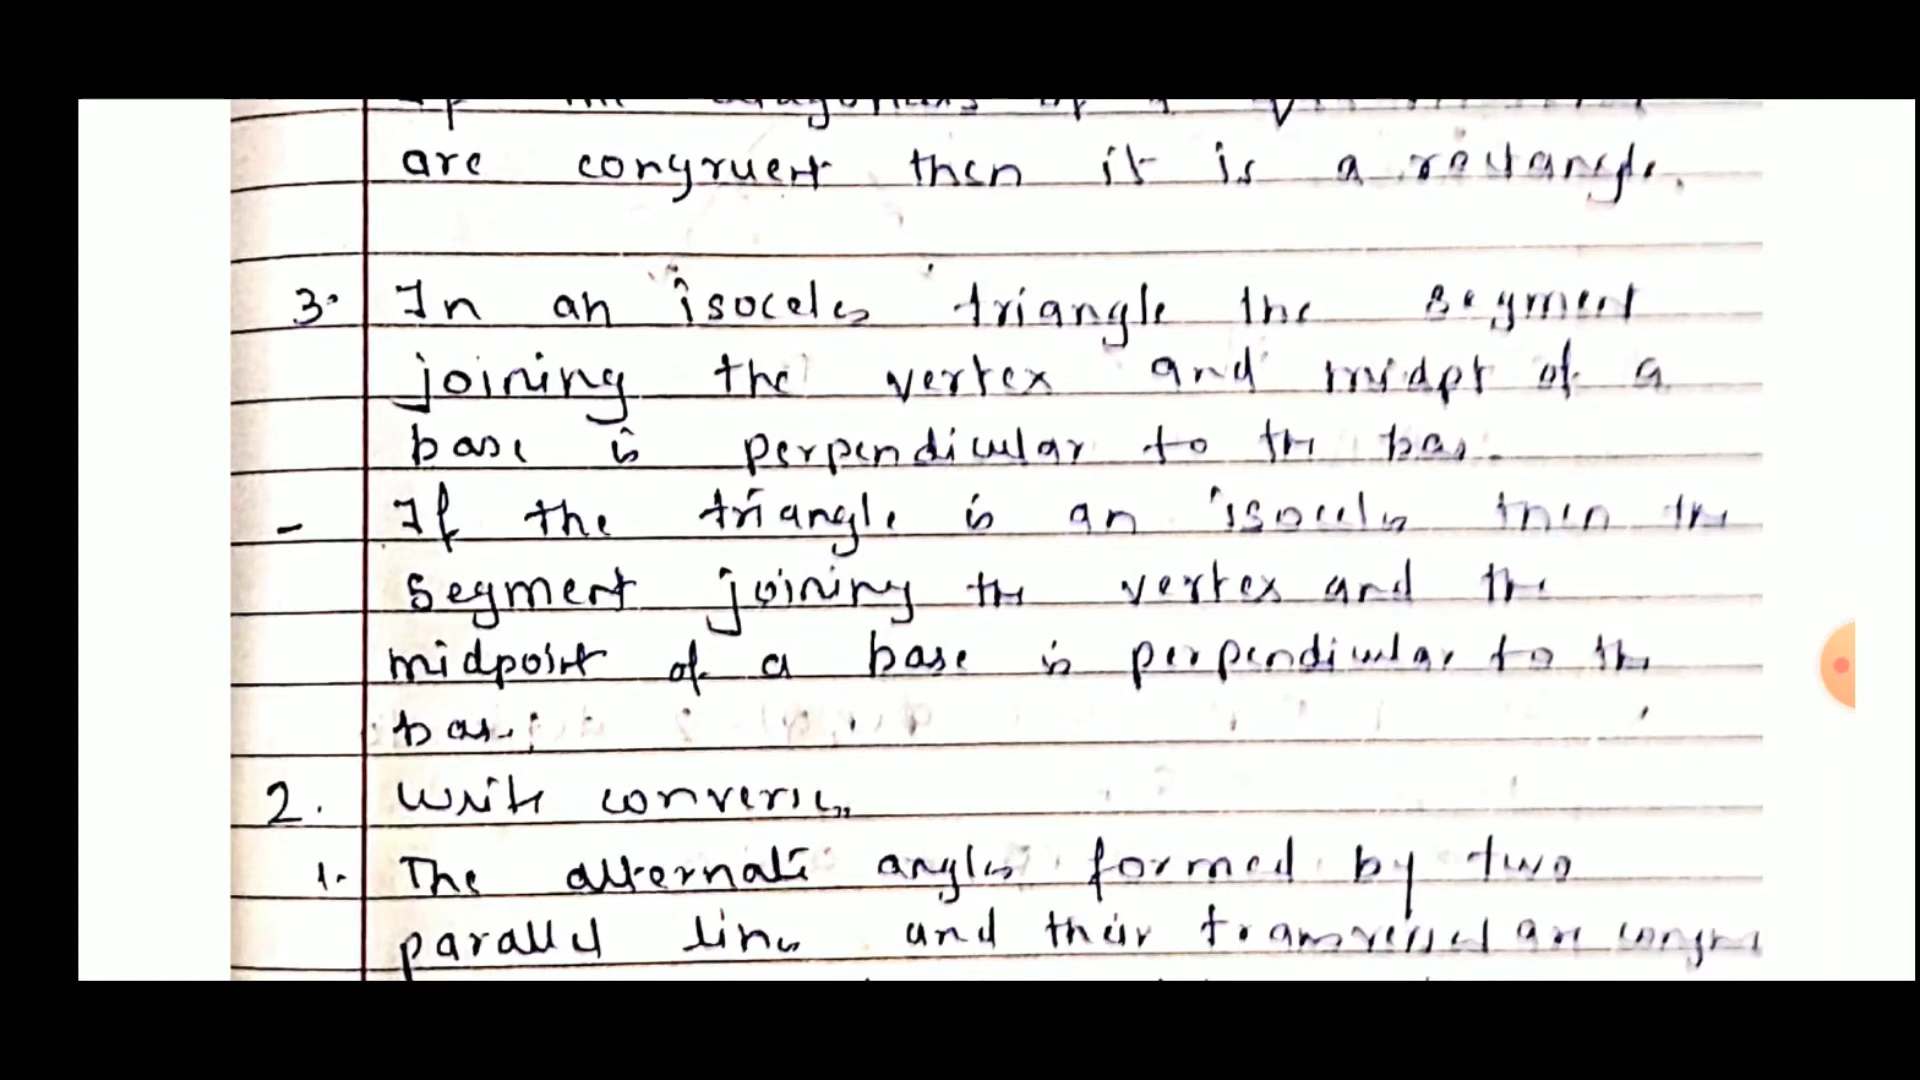 are congruent then it is a rectangle.
3. In an isoceles triangle the segment
joining the vertex and midpt of a
base is perpendicular to the base.
- If the triangle is an isoceles then the
segment joining the vertex and the
midpoint of a base is perpendicular to the
base.
2. Write converse,,
1. The alternate angles formed by two
parallel lines and their transversal are